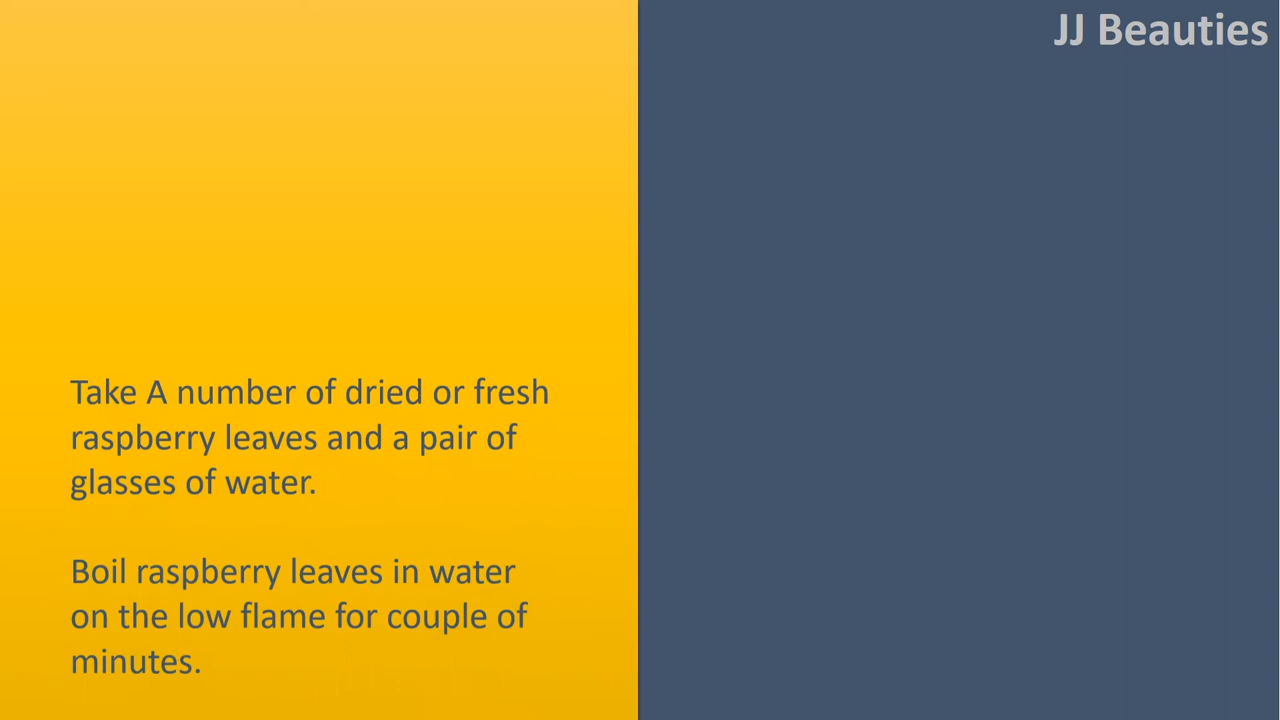 JJ Beauties
Take A number of dried or fresh
raspberry leaves and a pair of
glasses of water.
Boil raspberry leaves in water
on the low flame for couple of
minutes.